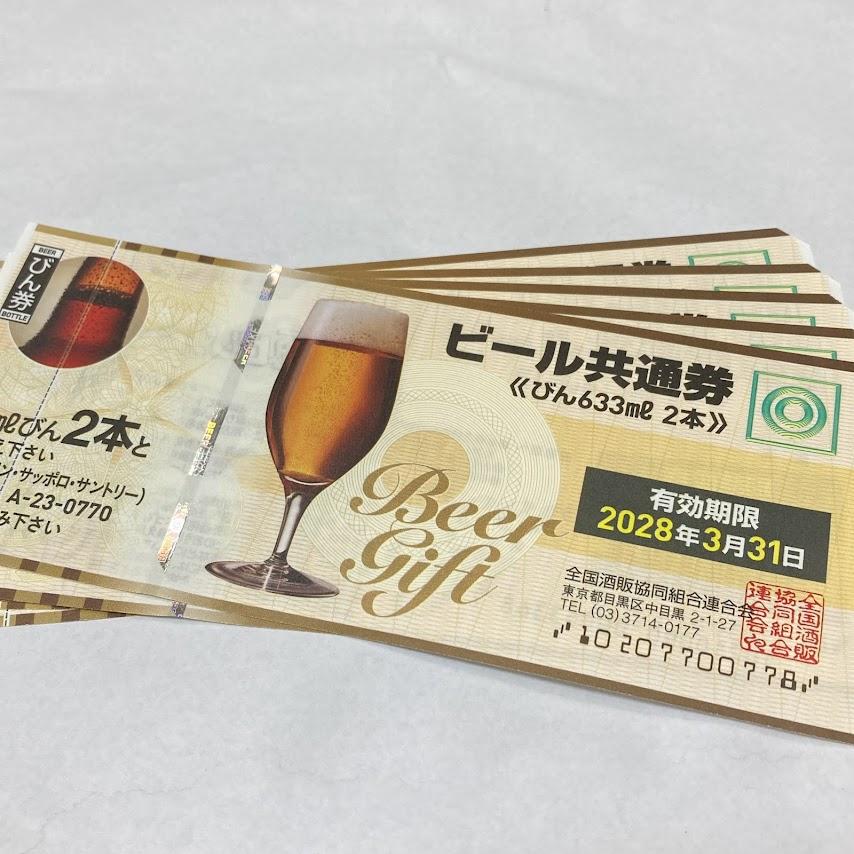 BEER
びん券
BOTTLE
mlびん2本と
え下さい
ン・サッポロ・サントリー)
A-23-0770
み下さい
ビール共通券
《びん633ml 2本》
Beer
Gift
有効期限
2028年3月31日
全国酒販協同組合連合会
東京都目黒区中目黒 2-1-27
TEL (03)3714-0177
10207700778
全国酒販
協同組合
連合会